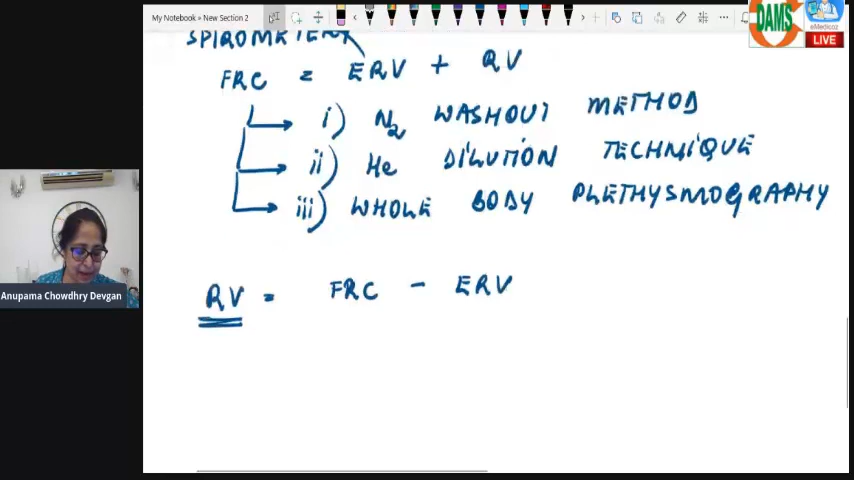 My Notebook » New Section 2
DAMS
eMedicoz
LIVE
SPIROMETERY
FRC = ERV + RV
i) N2 WASHOUT METHOD
ii) He DILUTION TECHNIQUE
iii) WHOLE BODY PLETHYSMOGRAPHY
Anupama Chowdhry Devgan
RV = FRC - ERV